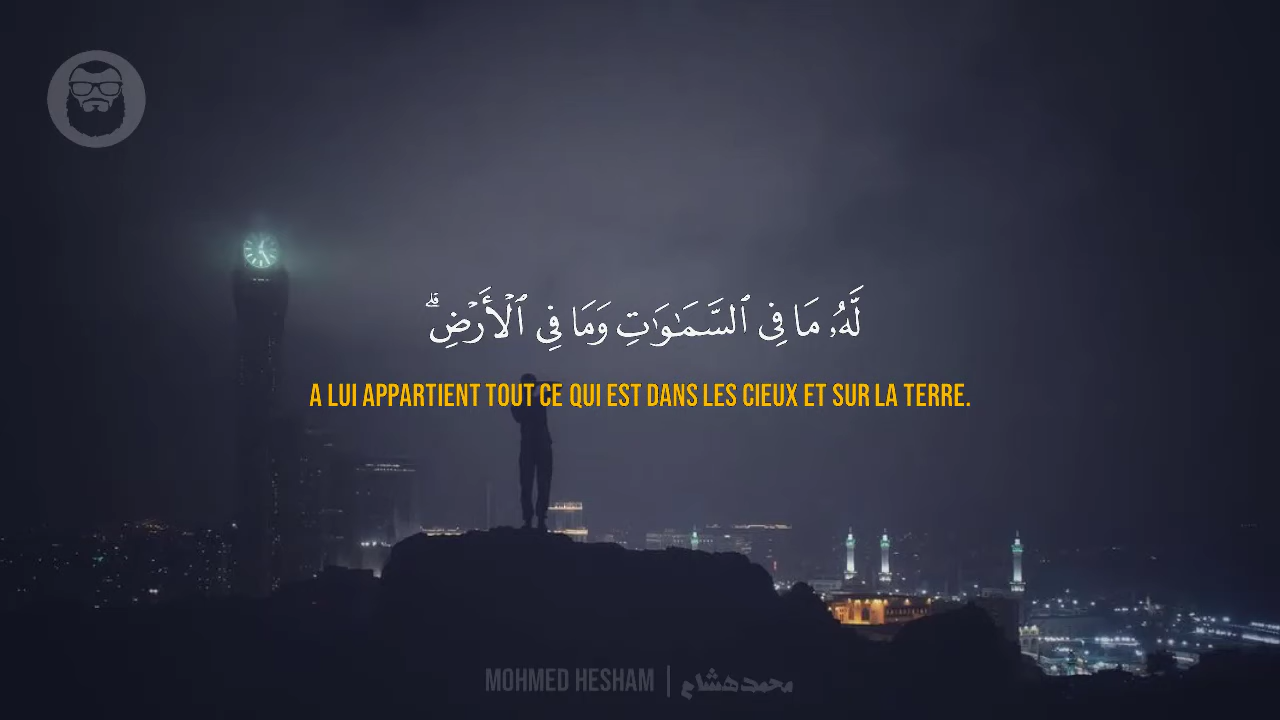 لَّهُۥ مَا فِى ٱلسَّمَـٰوَٰتِ وَمَا فِى ٱلْأَرْضِ ۗ
A LUI APPARTIENT TOUT CE QUI EST DANS LES CIEUX ET SUR LA TERRE.
MOHMED HESHAM | محمد هشام